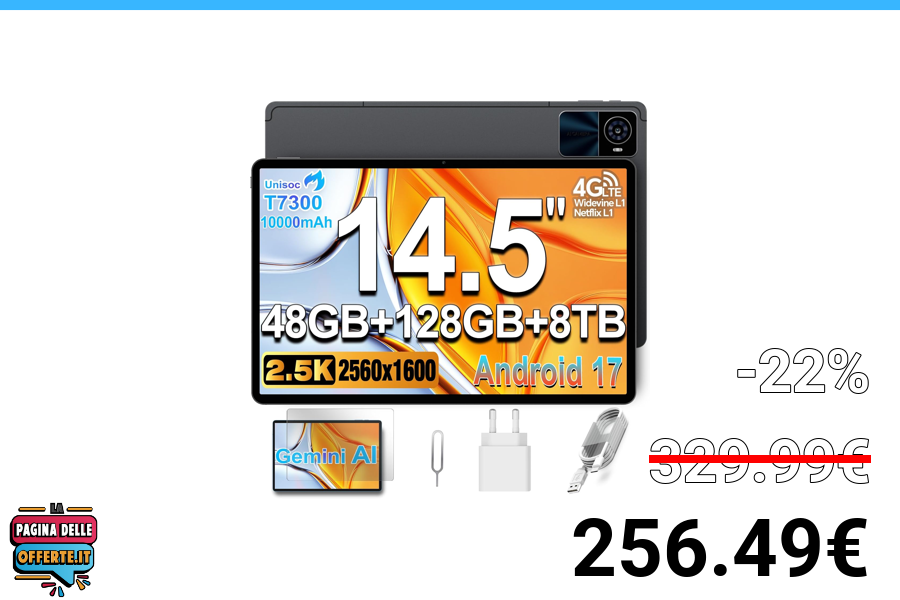 Unisoc
T7300
10000mAh
4G LTE
Widevine L1
Netflix L1
14.5"
48GB+128GB+8TB
2.5K 2560x1600
Android 17
Gemini AI
-22%
329.99€
256.49€
LA
PAGINA DELLE
OFFERTE.IT